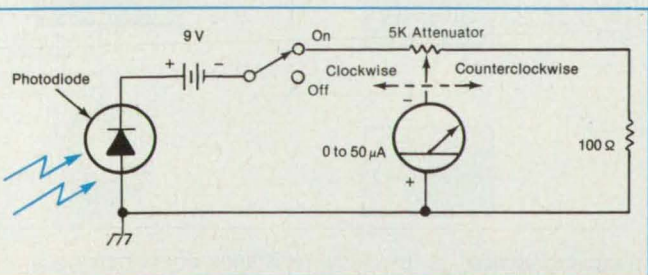 9 V
On
5K Attenuator
+
−
Photodiode
Off
Clockwise
Counterclockwise
−
0 to 50 μA
100 Ω
+